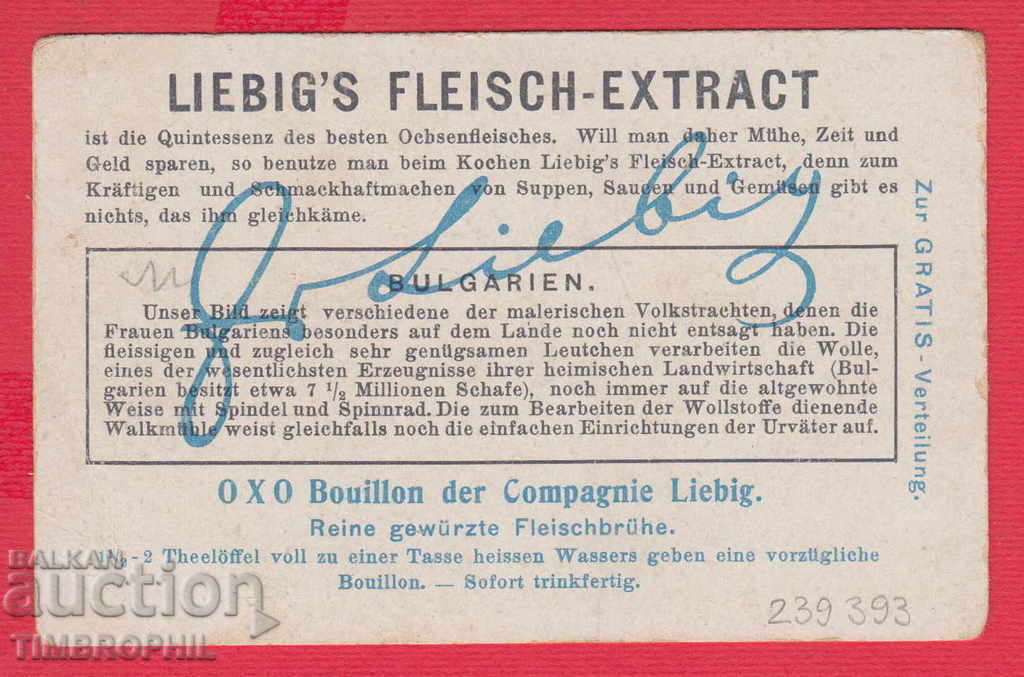 LIEBIG'S FLEISCH-EXTRACT
ist die Quintessenz des besten Ochsenfleisches. Will man daher Mühe, Zeit und
Geld sparen, so benutze man beim Kochen Liebig's Fleisch-Extract, denn zum
Kräftigen und Schmackhaftmachen von Suppen, Saucen und Gemüsen gibt es
nichts, das ihm gleichkäme.
J. v Liebig
BULGARIEN.
Unser Bild zeigt verschiedene der malerischen Volkstrachten, denen die
Frauen Bulgariens besonders auf dem Lande noch nicht entsagt haben. Die
fleissigen und zugleich sehr genügsamen Leutchen verarbeiten die Wolle,
eines der wesentlichsten Erzeugnisse ihrer heimischen Landwirtschaft (Bul-
garien besitzt etwa 7 1/2 Millionen Schafe), noch immer auf die altgewohnte
Weise mit Spindel und Spinnrad. Die zum Bearbeiten der Wollstoffe dienende
Walkmühle weist gleichfalls noch die einfachen Einrichtungen der Urväter auf.
Zur GRATIS-Verteilung.
OXO Bouillon der Compagnie Liebig.
Reine gewürzte Fleischbrühe.
-2 Theelöffel voll zu einer Tasse heissen Wassers geben eine vorzügliche
Bouillon. — Sofort trinkfertig.
239 393
BALKAN
auction
TIMBROPHIL